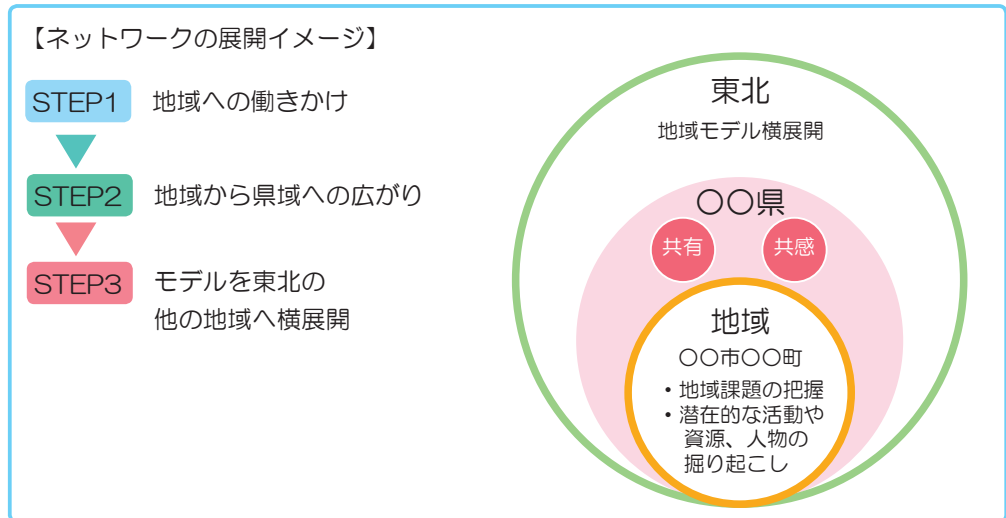 【ネットワークの展開イメージ】
STEP1 地域への働きかけ
STEP2 地域から県域への広がり
STEP3 モデルを東北の
他の地域へ横展開
東北
地域モデル横展開
〇〇県
共有 共感
地域
〇〇市〇〇町
・地域課題の把握
・潜在的な活動や
資源、人物の
掘り起こし